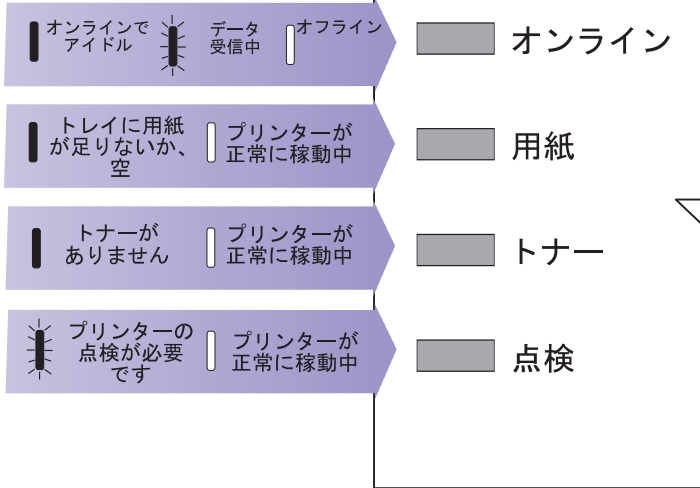 オンラインで
アイドル
データ
受信中
オフライン
オンライン
トレイに用紙
が足りないか、
空
プリンターが
正常に稼動中
用紙
トナーが
ありません
プリンターが
正常に稼動中
トナー
プリンターの
点検が必要
です
プリンターが
正常に稼動中
点検